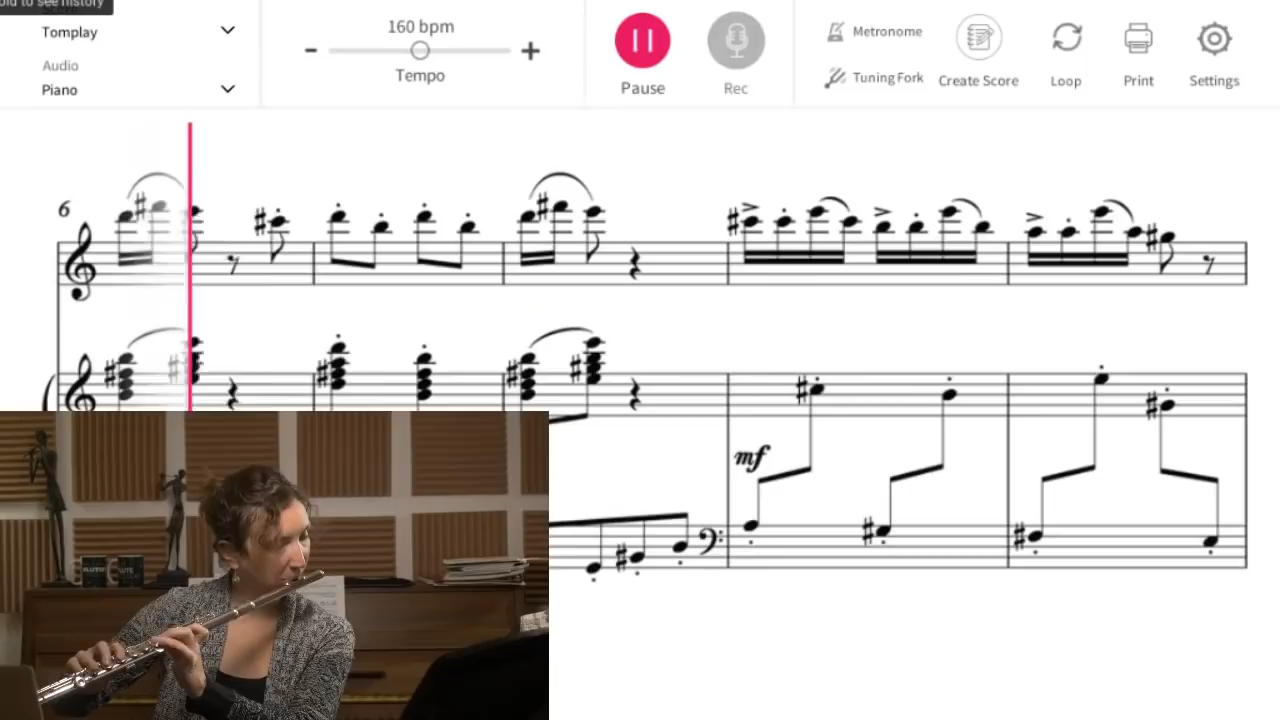 old to see history
Tomplay
Audio
Piano
160 bpm
Tempo
Pause
Rec
Metronome
Tuning Fork
Create Score
Loop
Print
Settings
6
mf